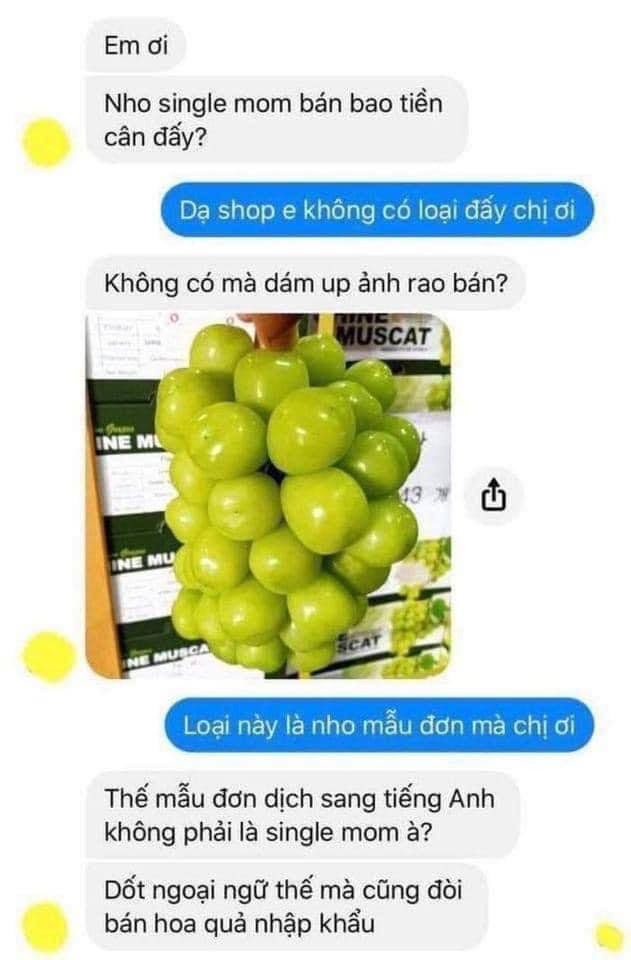 Em ơi
Nho single mom bán bao tiền
cân đấy?
Dạ shop e không có loại đấy chị ơi
Không có mà dám up ảnh rao bán?
MUSCAT
INE MU
13
INE MU
INE MUSCA
SCAT
Loại này là nho mẫu đơn mà chị ơi
Thế mẫu đơn dịch sang tiếng Anh
không phải là single mom à?
Dốt ngoại ngữ thế mà cũng đòi
bán hoa quả nhập khẩu